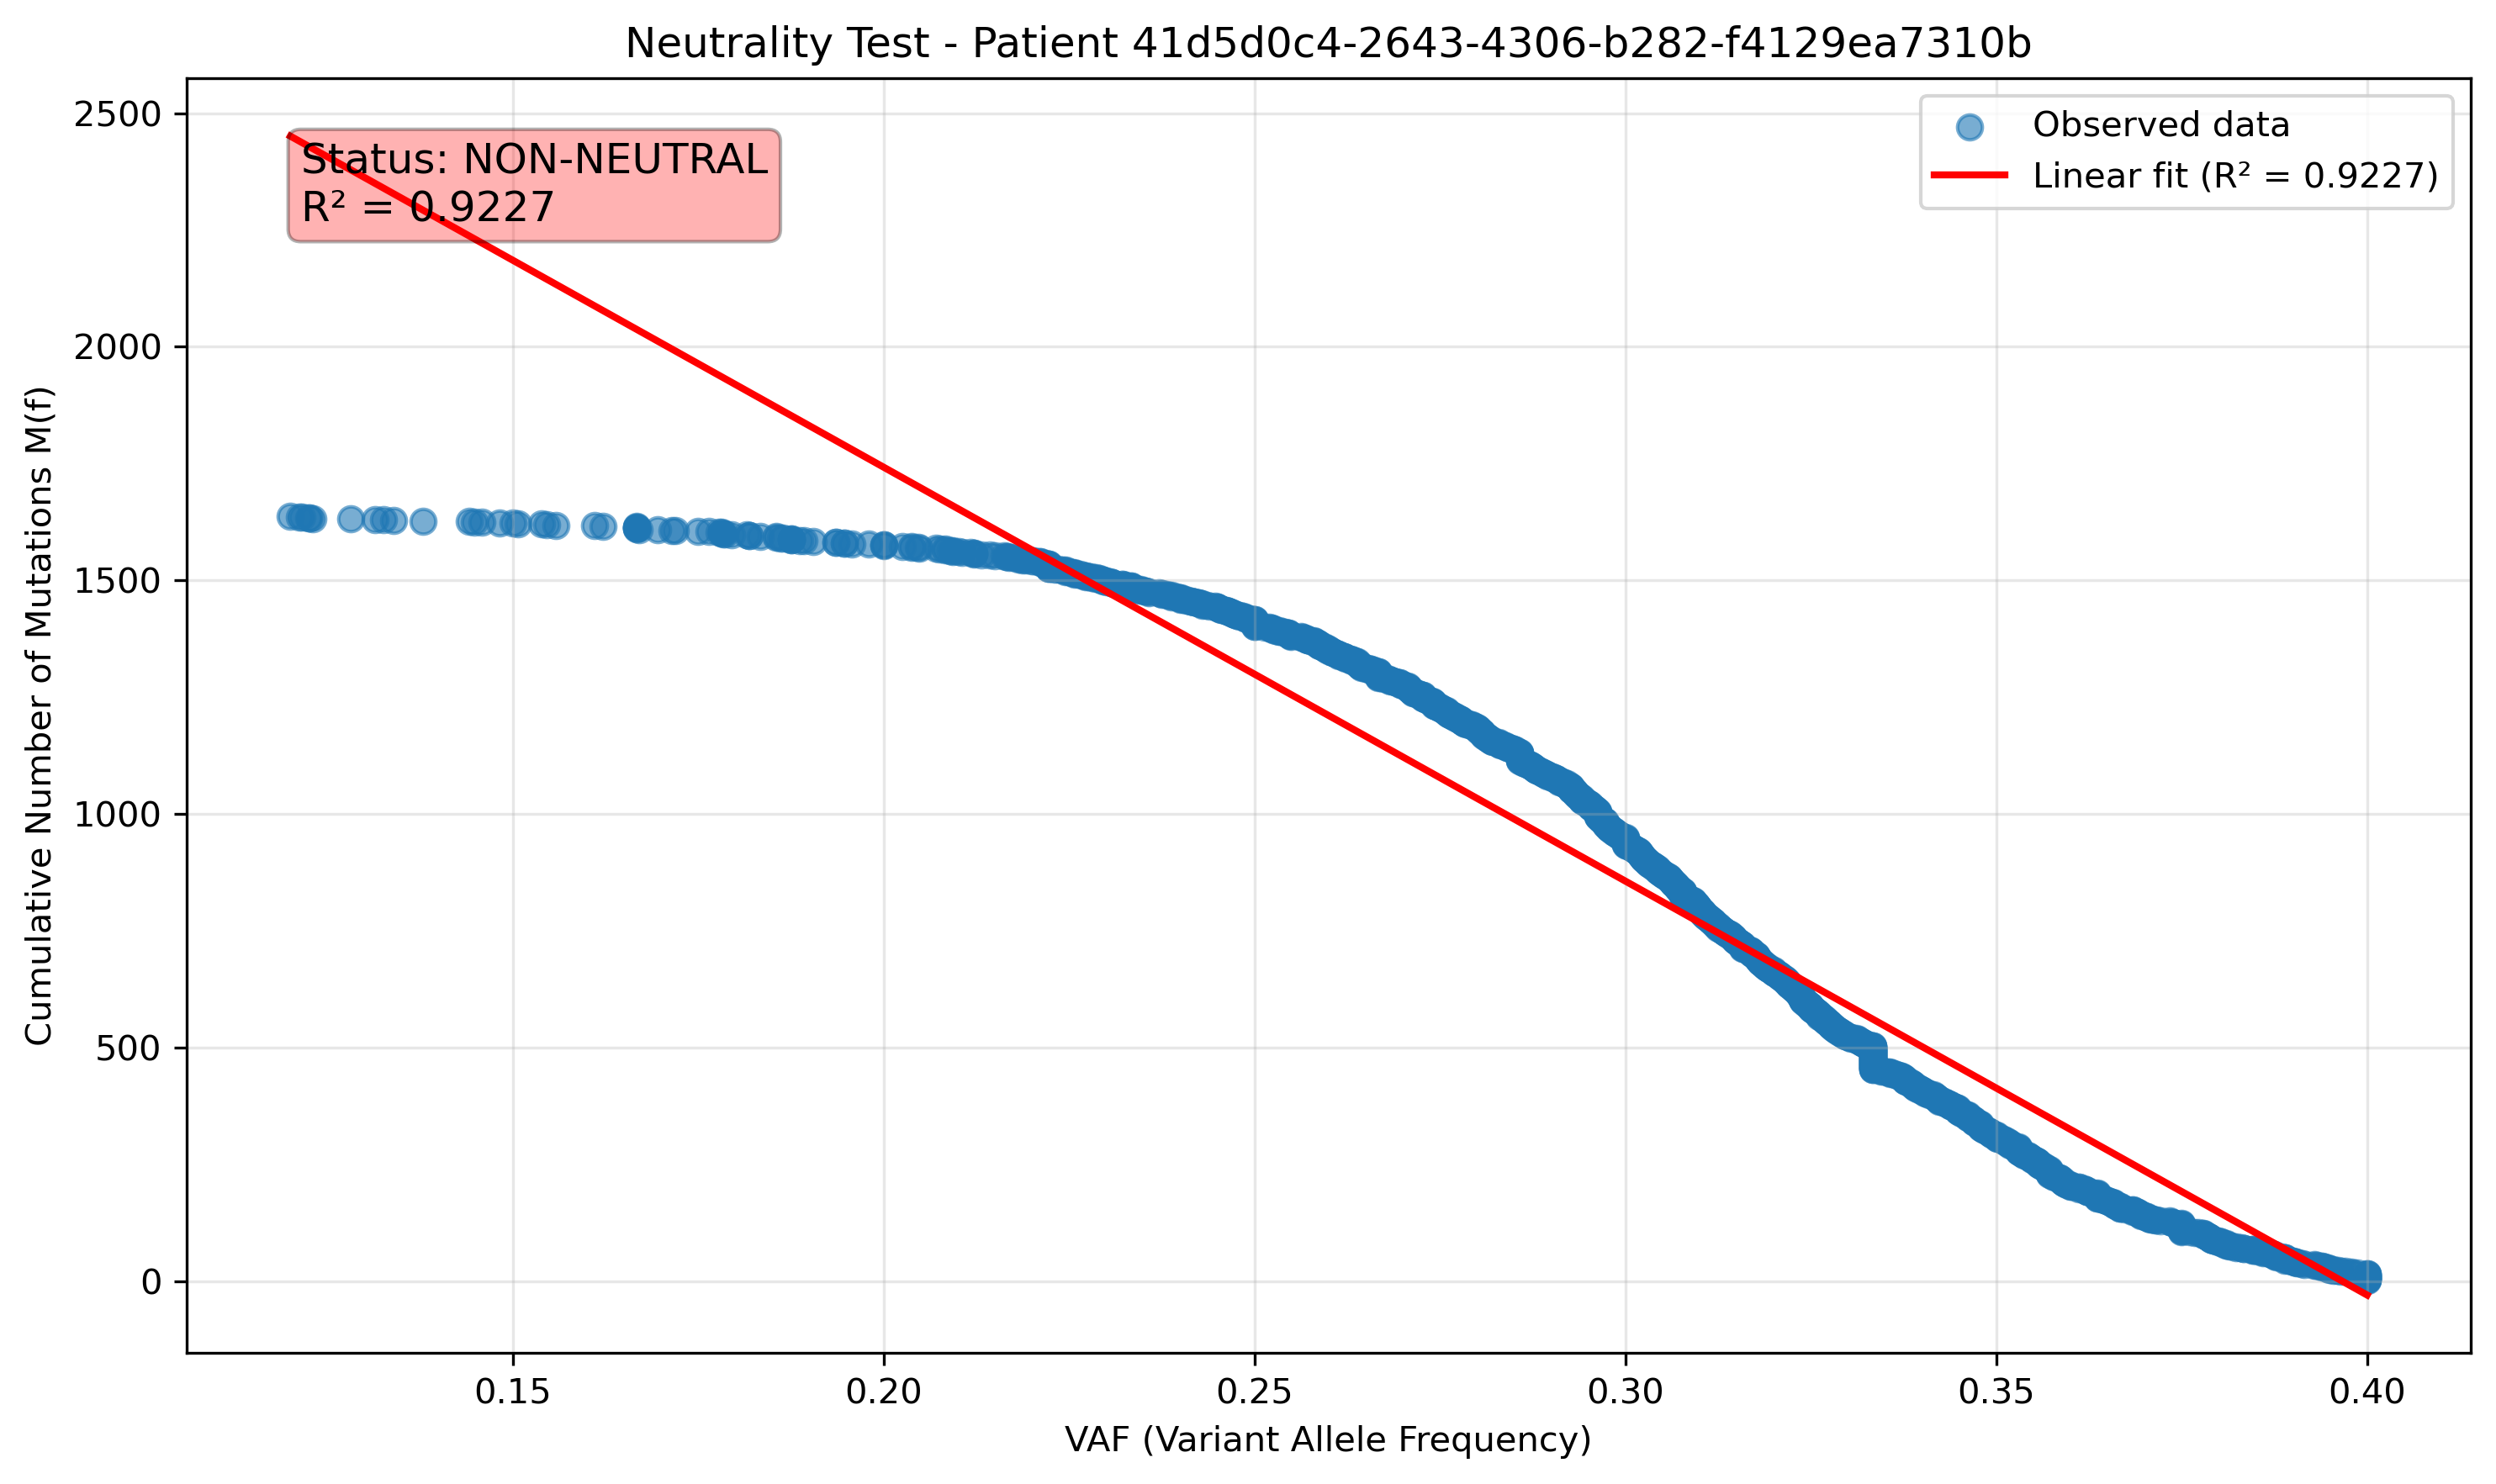 Neutrality Test - Patient 41d5d0c4-2643-4306-b282-f4129ea7310b
Observed data
Linear fit (R² = 0.9227)
Status: NON-NEUTRAL
R² = 0.9227
Cumulative Number of Mutations M(f)
2500
2000
1500
1000
500
0
0.15
0.20
0.25
0.30
0.35
0.40
VAF (Variant Allele Frequency)